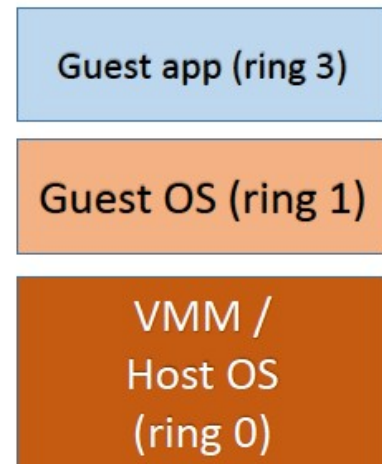 Guest app (ring 3)
Guest OS (ring 1)
VMM /
Host OS
(ring 0)